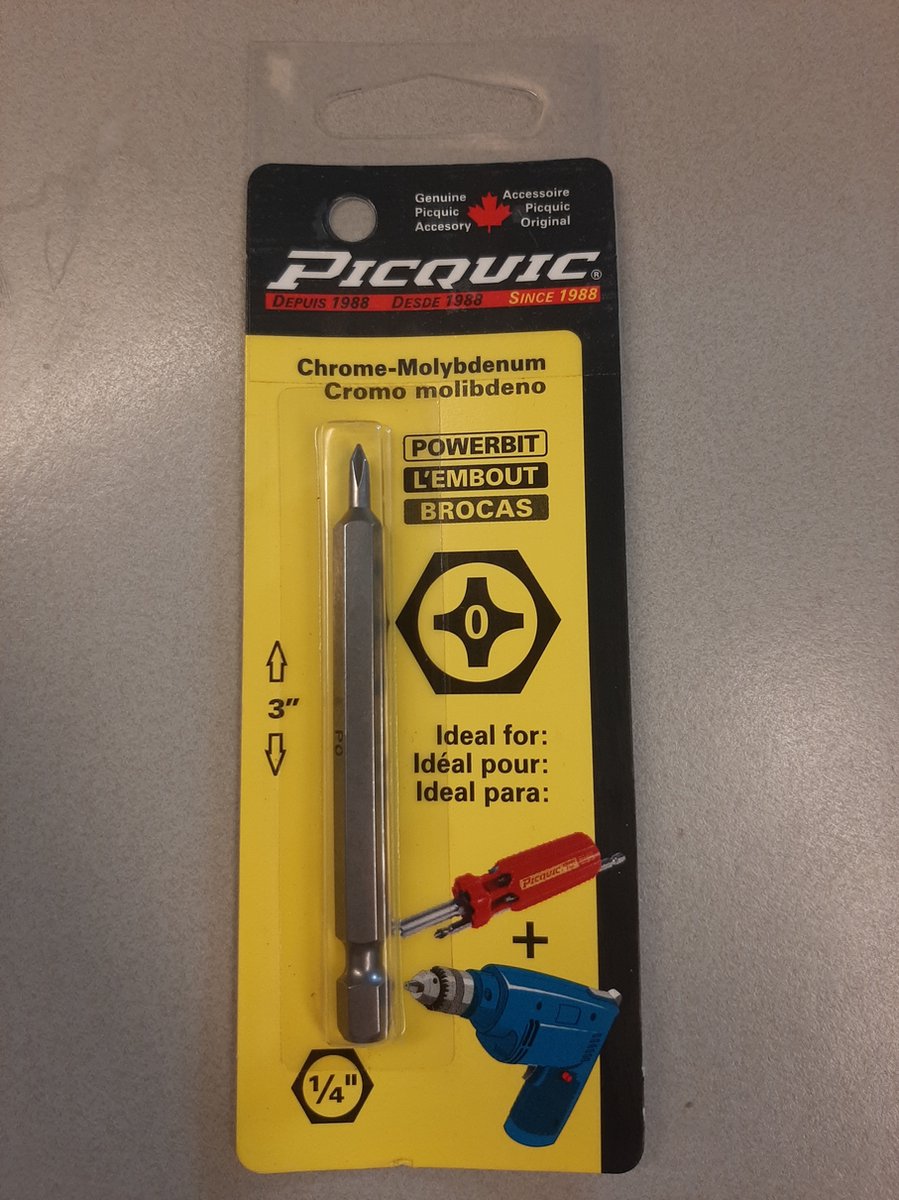 Genuine
Picquic
Accesory
Accessoire
Picquic
Original
PICQUIC®
DEPUIS 1988 DESDE 1988 SINCE 1988
Chrome-Molybdenum
Cromo molibdeno
POWERBIT
L'EMBOUT
BROCAS
0
3"
P0
Ideal for:
Idéal pour:
Ideal para:
PICQUIC
+
1/4"